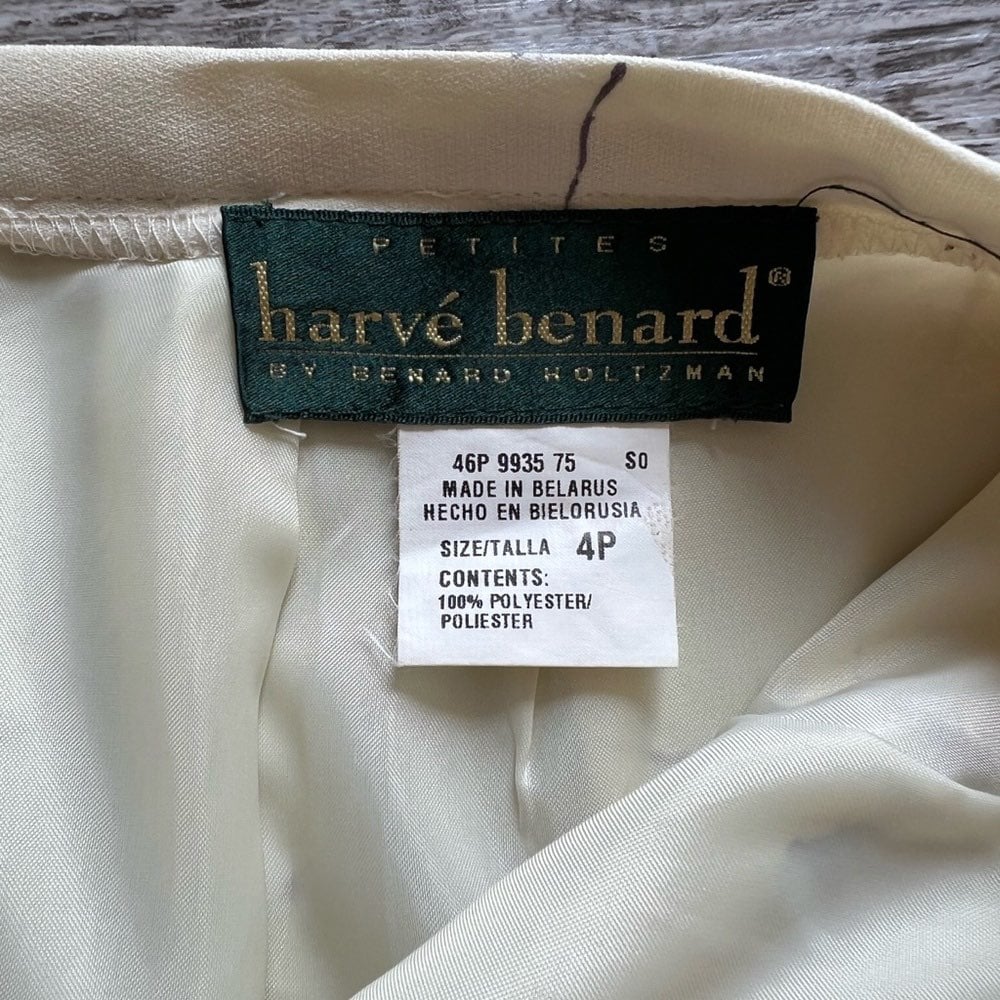 PETITES
harvé benard®
BY BENARD HOLTZMAN
46P 9935 75 SO
MADE IN BELARUS
HECHO EN BIELORUSIA
SIZE/TALLA 4P
CONTENTS:
100% POLYESTER/
POLIESTER